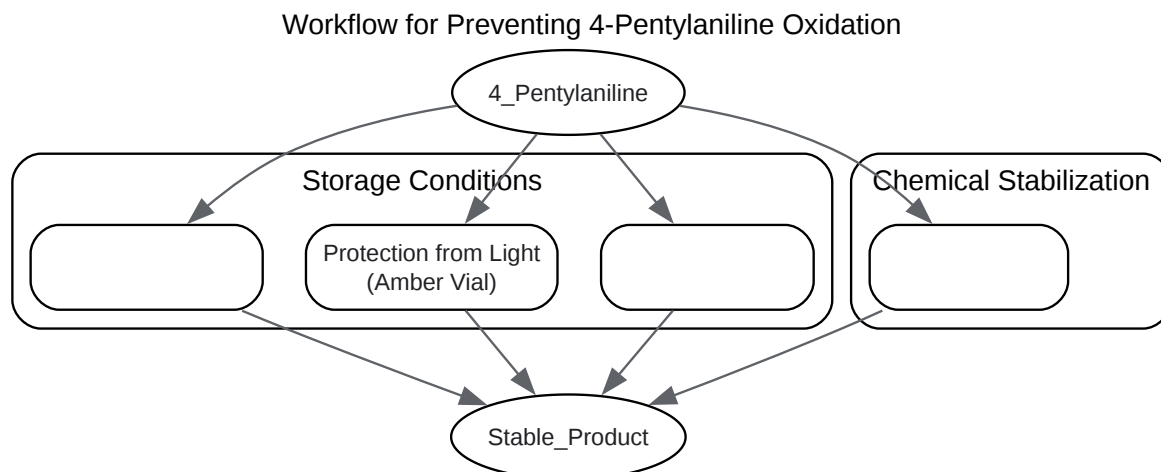 Workflow for Preventing 4-Pentylaniline Oxidation
4_Pentylaniline
Storage Conditions
Chemical Stabilization
Protection from Light
(Amber Vial)
Stable_Product